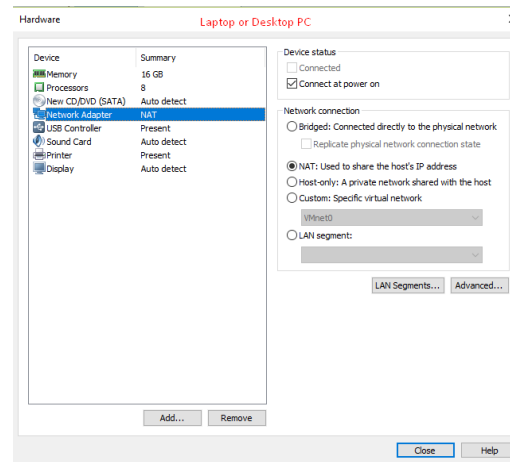 Hardware
Laptop or Desktop PC
Device Summary
Memory 16 GB
Processors 8
New CD/DVD (SATA) Auto detect
Network Adapter NAT
USB Controller Present
Sound Card Auto detect
Printer Present
Display Auto detect
Add... Remove
Device status
Connected
Connect at power on
Network connection
Bridged: Connected directly to the physical network
Replicate physical network connection state
NAT: Used to share the host's IP address
Host-only: A private network shared with the host
Custom: Specific virtual network
VMnet0
LAN segment:
LAN Segments... Advanced...
Close Help